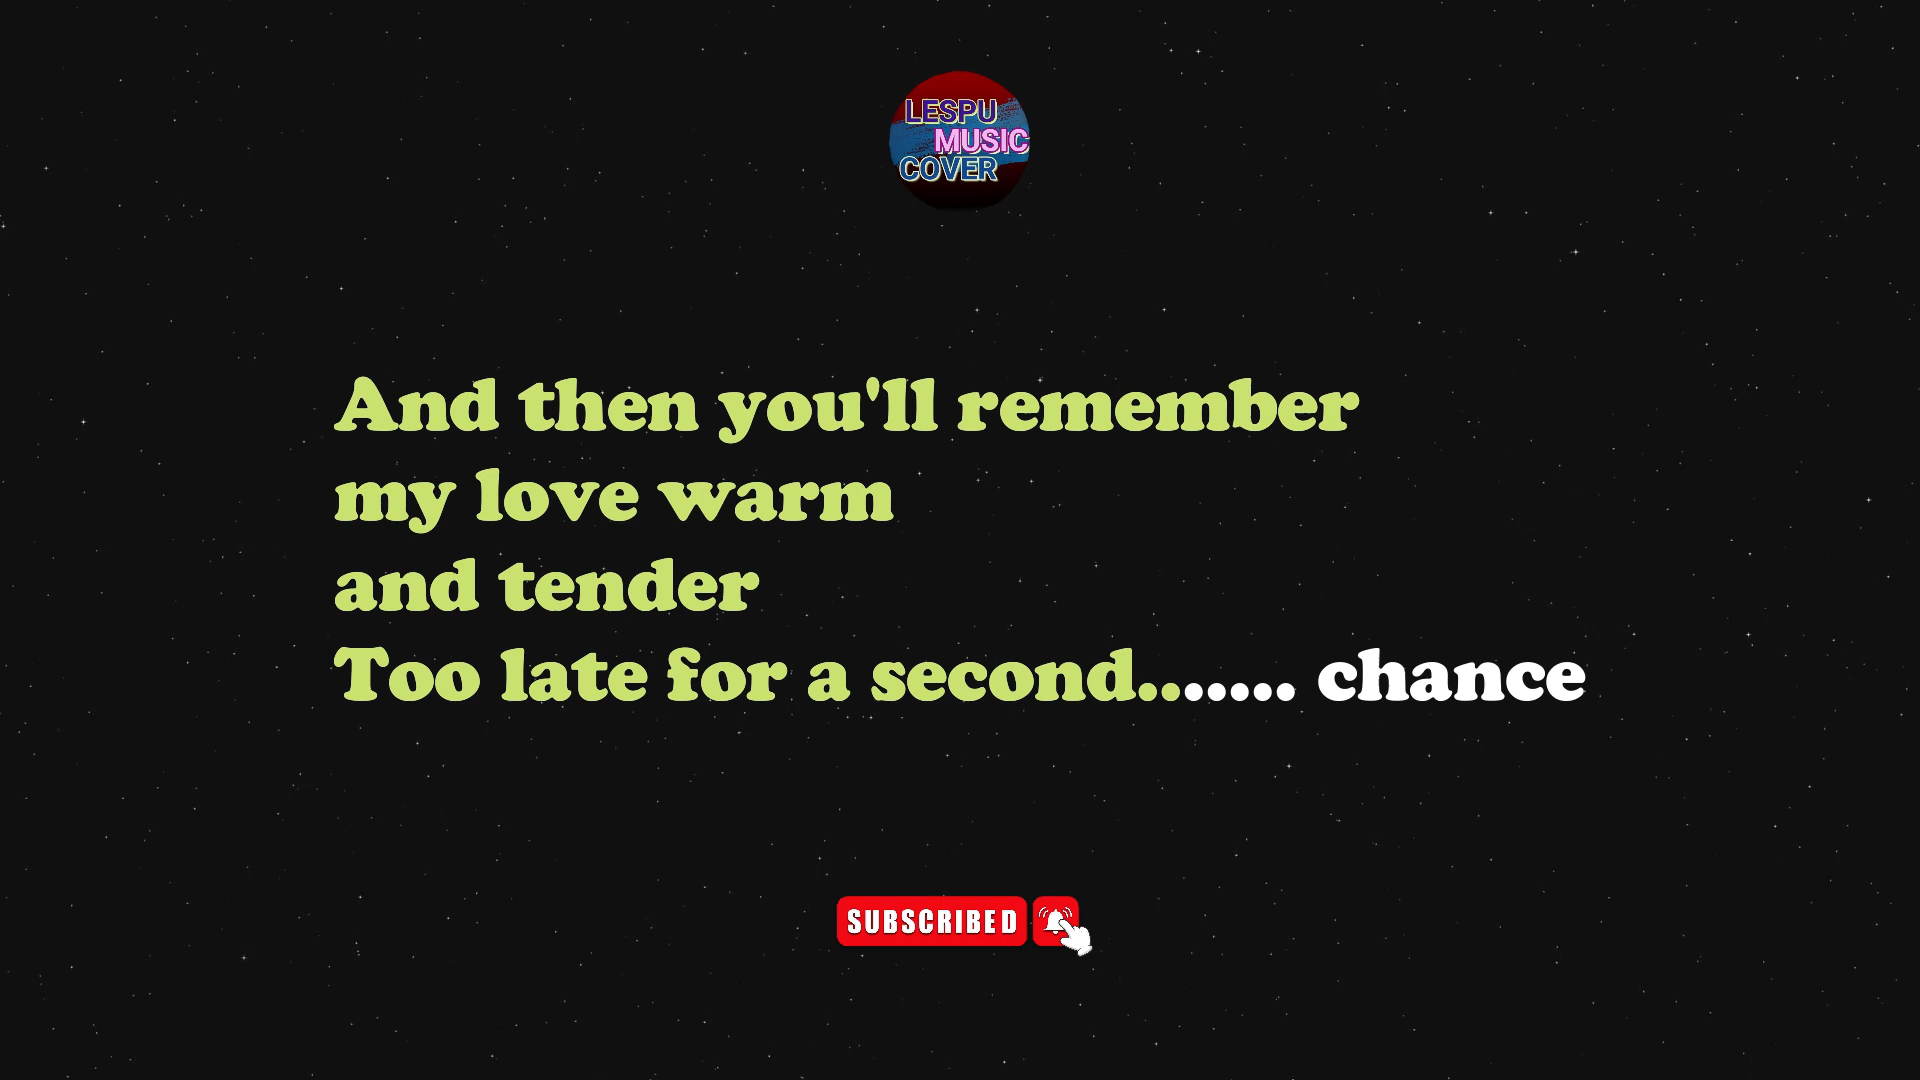 LESPU
MUSIC
COVER
And then you'll remember
my love warm
and tender
Too late for a second....... chance
SUBSCRIBED